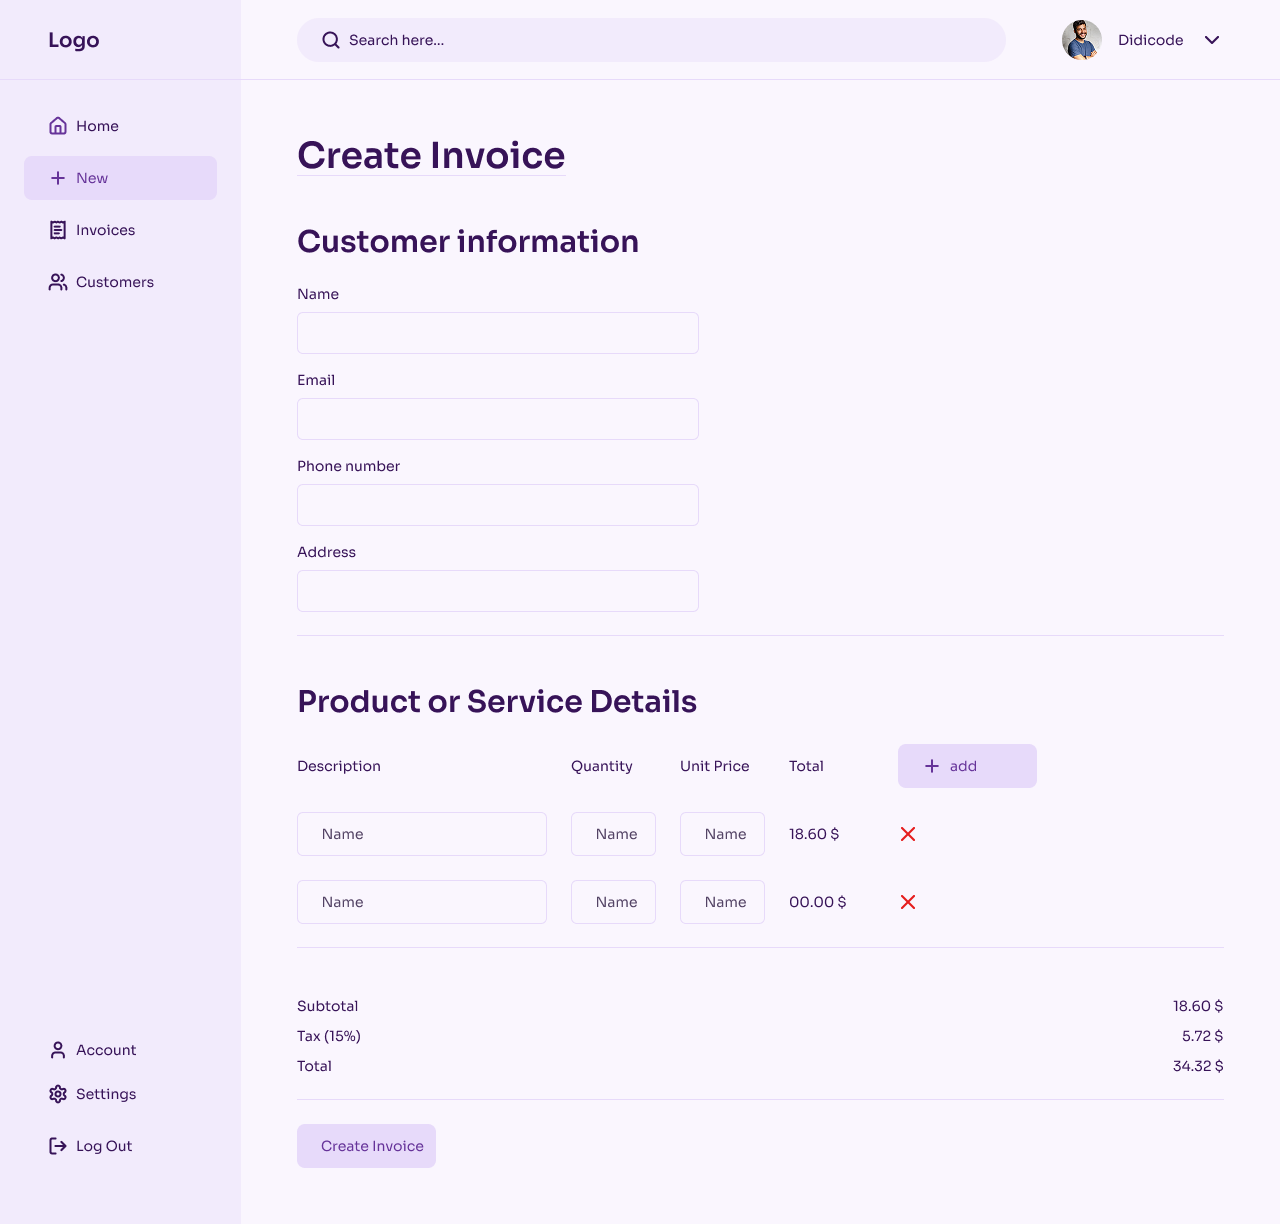 Logo
Search here...
Didicode
Home
New
Invoices
Customers
Create Invoice
Customer information
Name
Email
Phone number
Address
Product or Service Details
Description Quantity Unit Price Total add
Name Name Name 18.60 $
Name Name Name 00.00 $
Subtotal 18.60 $
Tax (15%) 5.72 $
Total 34.32 $
Create Invoice
Account
Settings
Log Out